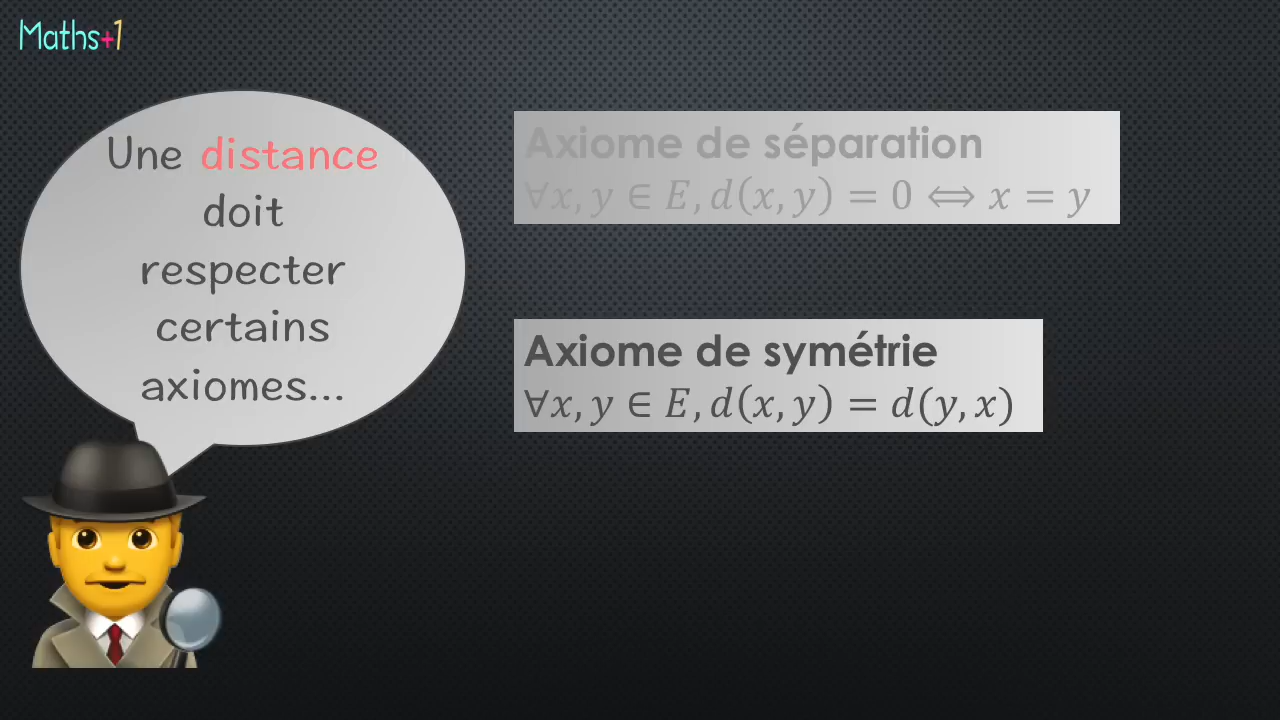 Maths+1
Une distance
doit
respecter
certains
axiomes...
Axiome de séparation
∀x, y ∈ E, d(x, y) = 0 ⟺ x = y
Axiome de symétrie
∀x, y ∈ E, d(x, y) = d(y, x)